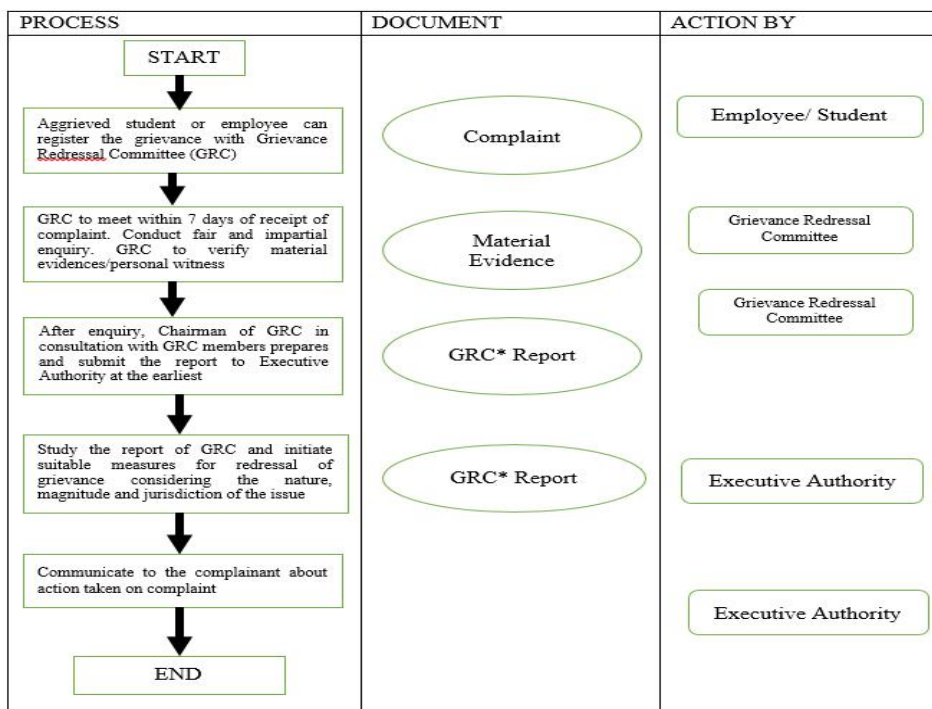 PROCESS
DOCUMENT
ACTION BY
START
Aggrieved student or employee can
register the grievance with Grievance
Redressal Committee (GRC)
Complaint
Employee/ Student
GRC to meet within 7 days of receipt of
complaint. Conduct fair and impartial
enquiry. GRC to verify material
evidences/personal witness
Material
Evidence
Grievance Redressal
Committee
After enquiry, Chairman of GRC in
consultation with GRC members prepares
and submit the report to Executive
Authority at the earliest
GRC* Report
Grievance Redressal
Committee
Study the report of GRC and initiate
suitable measures for redressal of
grievance considering the nature,
magnitude and jurisdiction of the issue
GRC* Report
Executive Authority
Communicate to the complainant about
action taken on complaint
Executive Authority
END